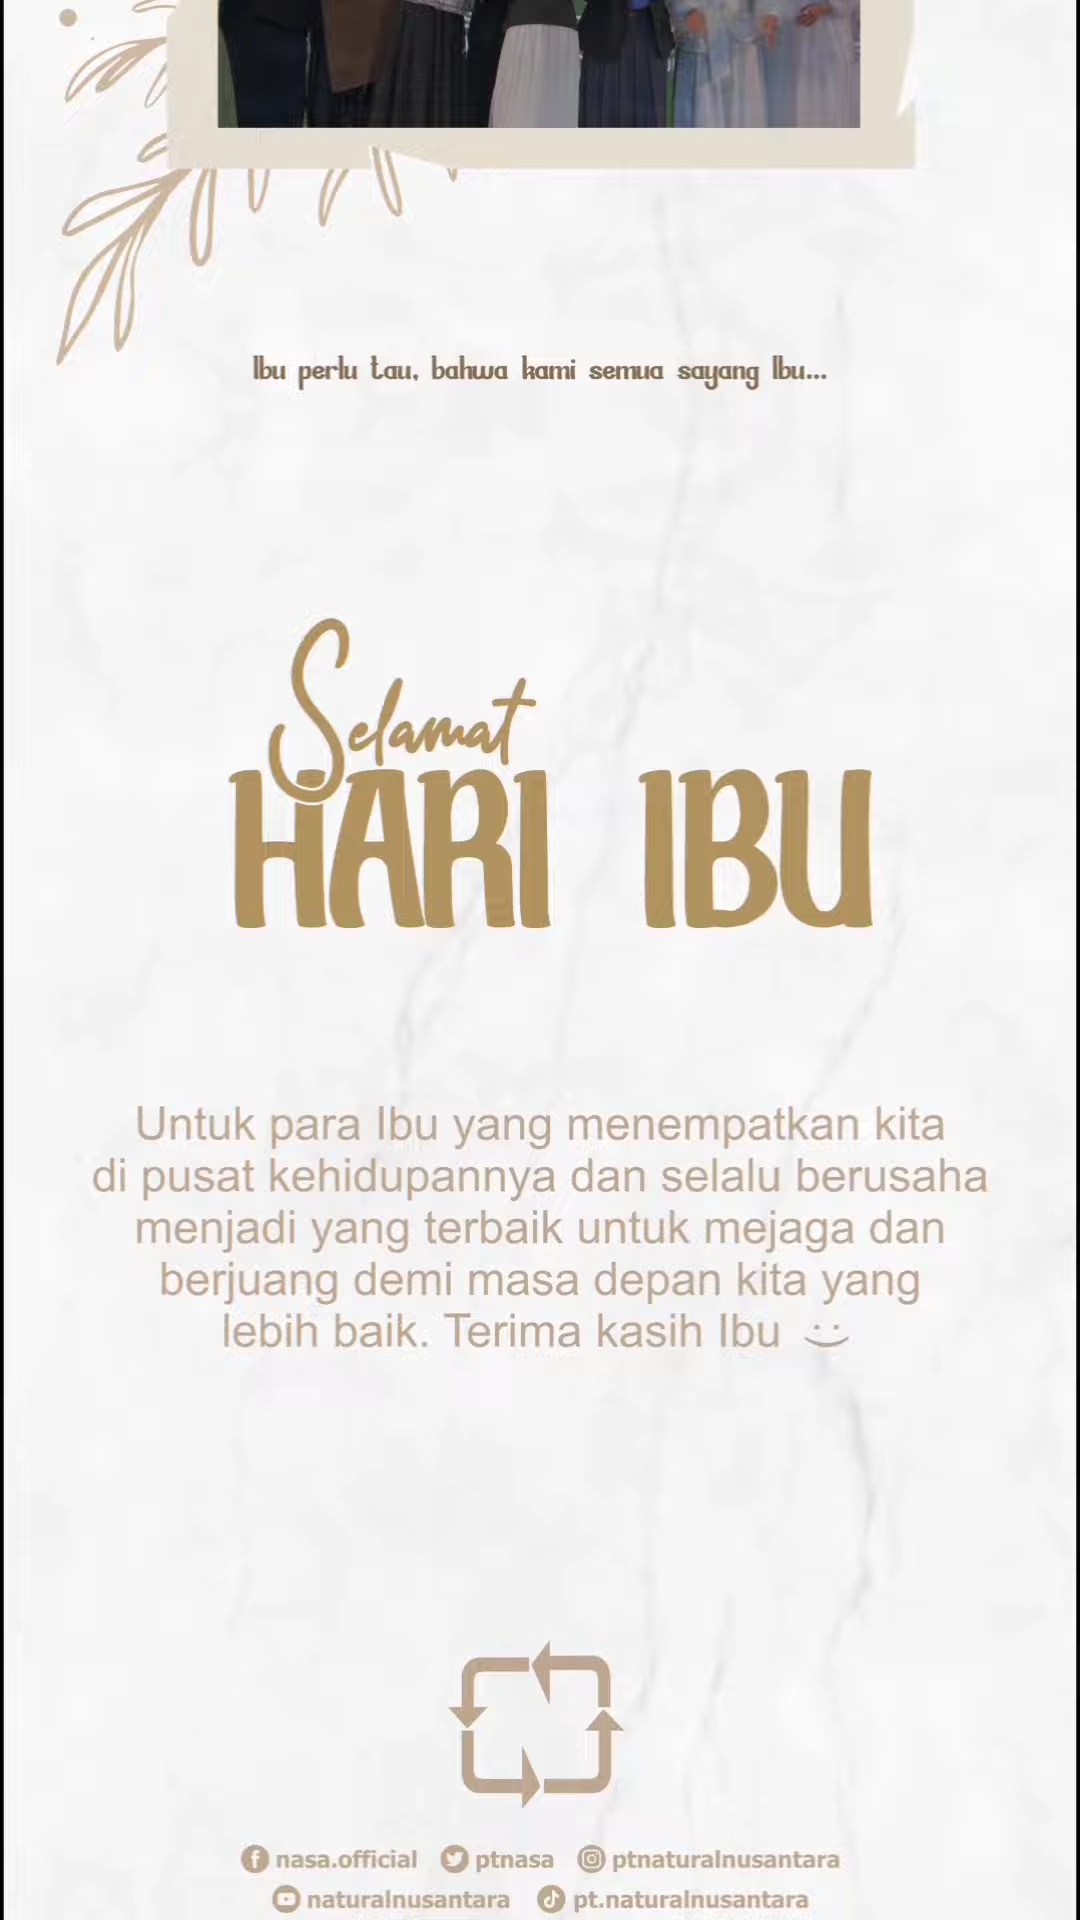 Ibu perlu tau, bahwa kami semua sayang Ibu...
Selamat
HARI IBU
Untuk para Ibu yang menempatkan kita
di pusat kehidupannya dan selalu berusaha
menjadi yang terbaik untuk mejaga dan
berjuang demi masa depan kita yang
lebih baik. Terima kasih Ibu
nasa.official ptnasa ptnaturalnusantara
naturalnusantara pt.naturalnusantara